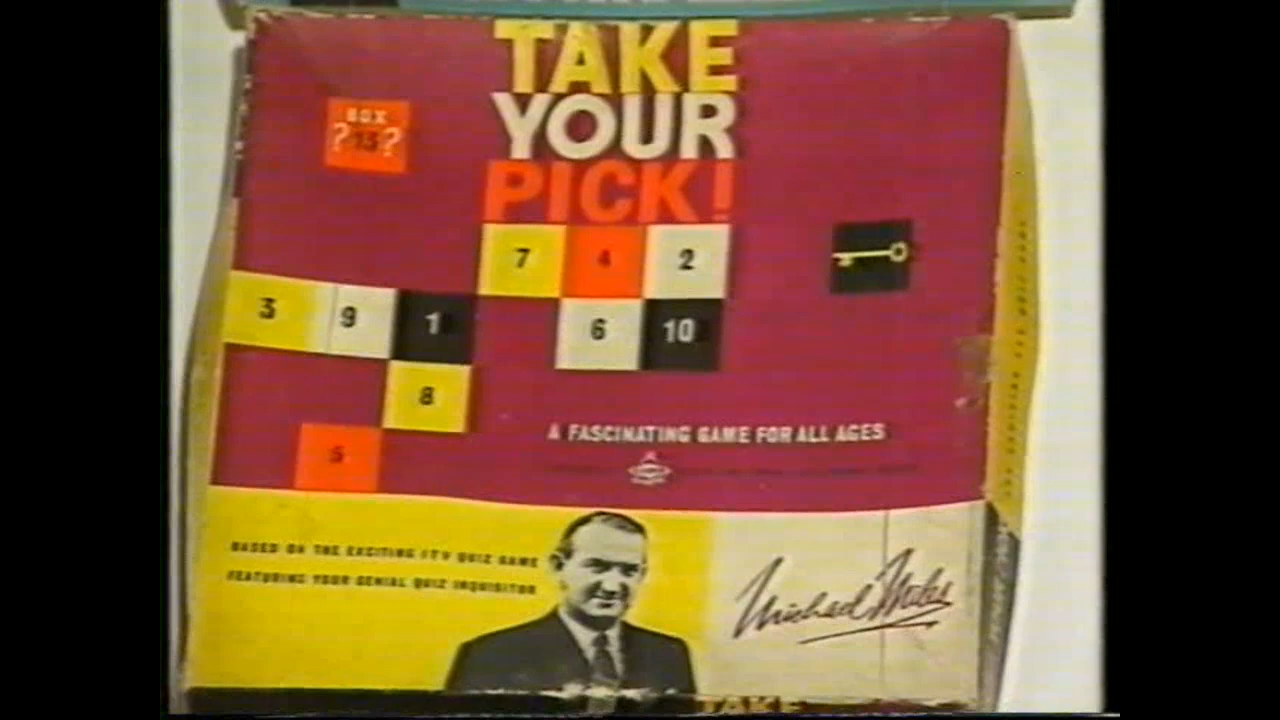 TAKE
YOUR
PICK!
BOX
?13?
7 4 2
3 9 1
6 10
8
5
A FASCINATING GAME FOR ALL AGES
BASED ON THE EXCITING ITV QUIZ GAME
FEATURING YOUR GENIAL QUIZ INQUISITOR
Michael Miles
TAKE